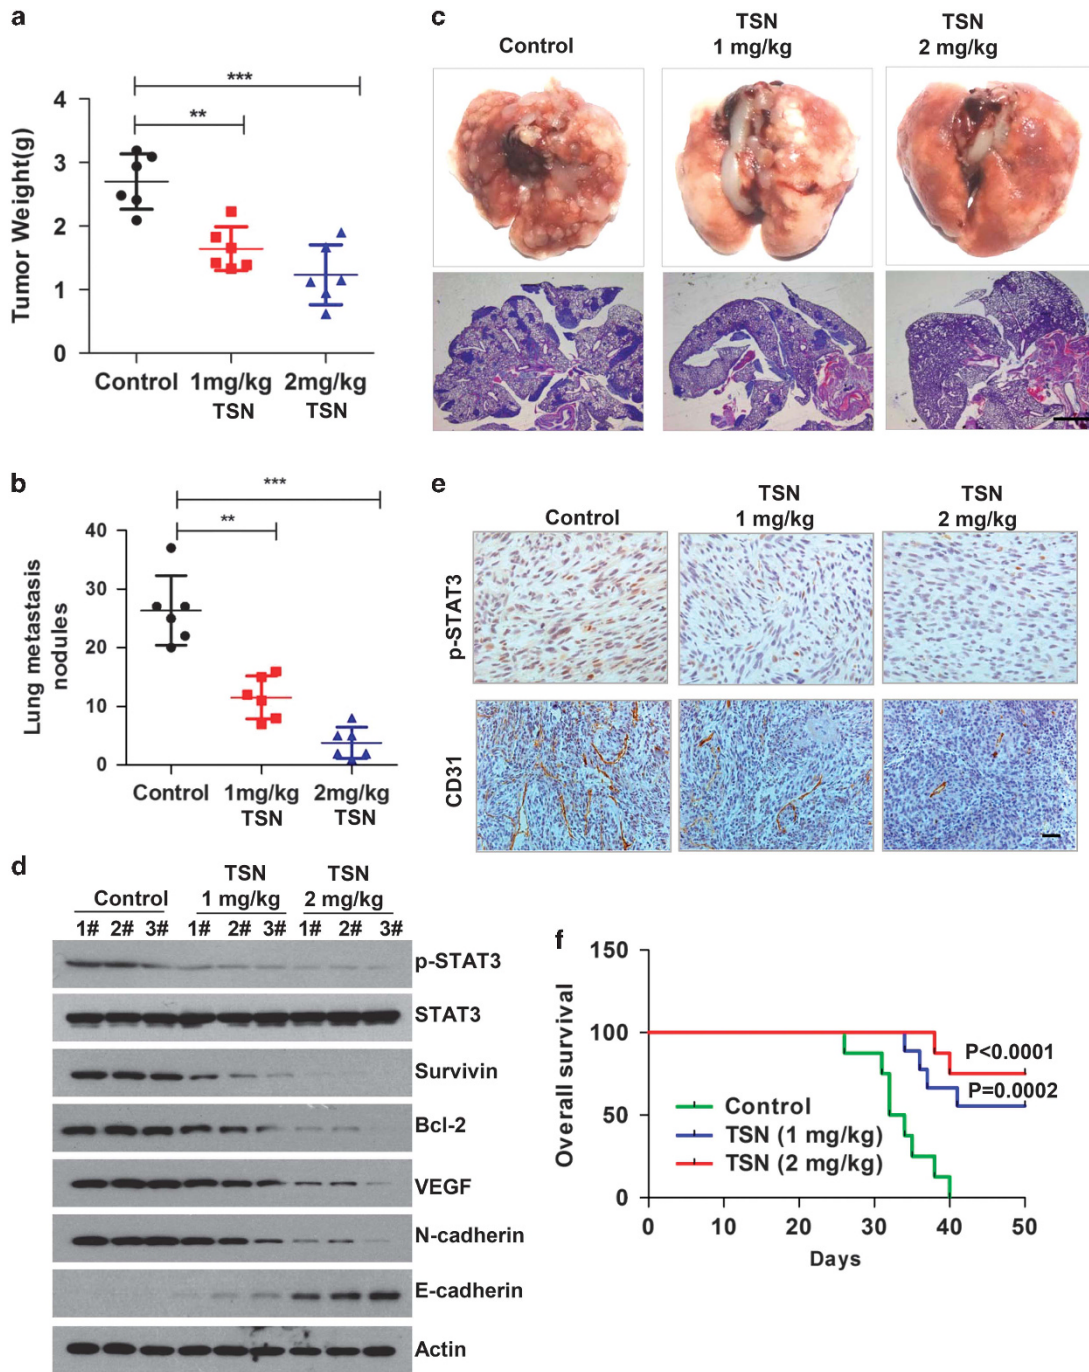 a
***
**
4
3
2
1
0
Tumor Weight(g)
Control 1mg/kg 2mg/kg
TSN TSN
b
***
**
40
30
20
10
0
Lung metastasis
nodules
Control 1mg/kg 2mg/kg
TSN TSN
c
TSN TSN
Control 1 mg/kg 2 mg/kg
d
TSN TSN
Control 1 mg/kg 2 mg/kg
1# 2# 3# 1# 2# 3# 1# 2# 3#
p-STAT3
STAT3
Survivin
Bcl-2
VEGF
N-cadherin
E-cadherin
Actin
e
TSN TSN
Control 1 mg/kg 2 mg/kg
p-STAT3
CD31
f
150
100
50
0
Overall survival
P<0.0001
P=0.0002
Control
TSN (1 mg/kg)
TSN (2 mg/kg)
0 10 20 30 40 50
Days